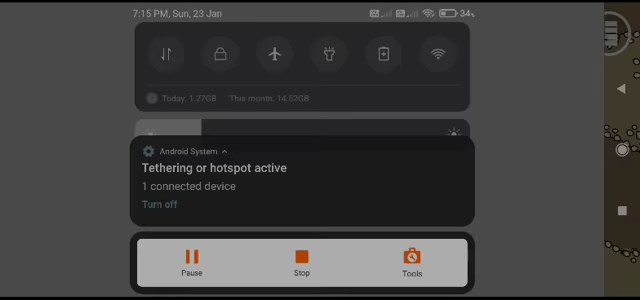 7:15 PM, Sun, 23 Jan
34%
Today: 1.77GB This month: 14.52GB
Android System
Tethering or hotspot active
1 connected device
Turn off
Pause Stop Tools